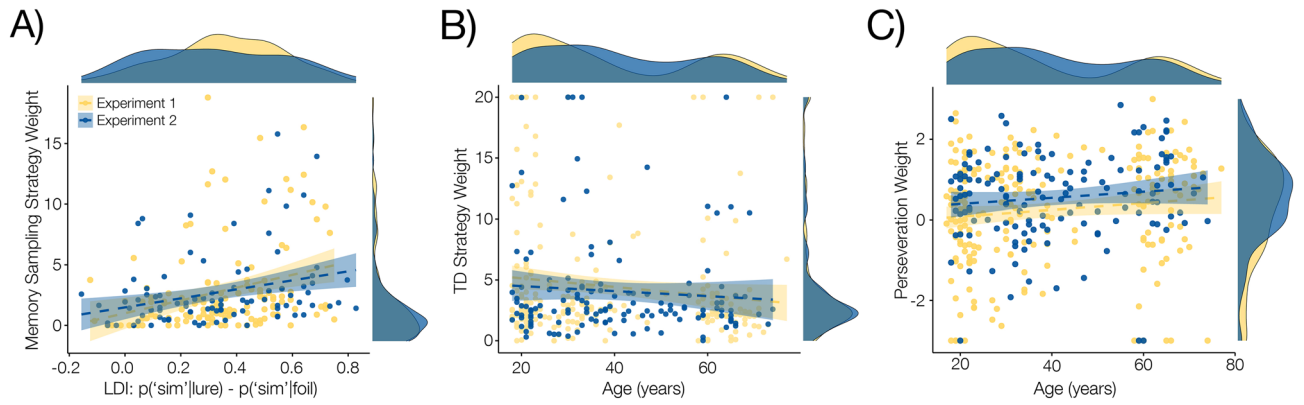 A)
Memory Sampling Strategy Weight
Experiment 1
Experiment 2
15
10
5
0
-0.2 0.0 0.2 0.4 0.6 0.8
LDI: p(‘sim’|lure) - p(‘sim’|foil)
B)
TD Strategy Weight
20
15
10
5
0
20 40 60
Age (years)
C)
Perseveration Weight
2
0
-2
20 40 60 80
Age (years)